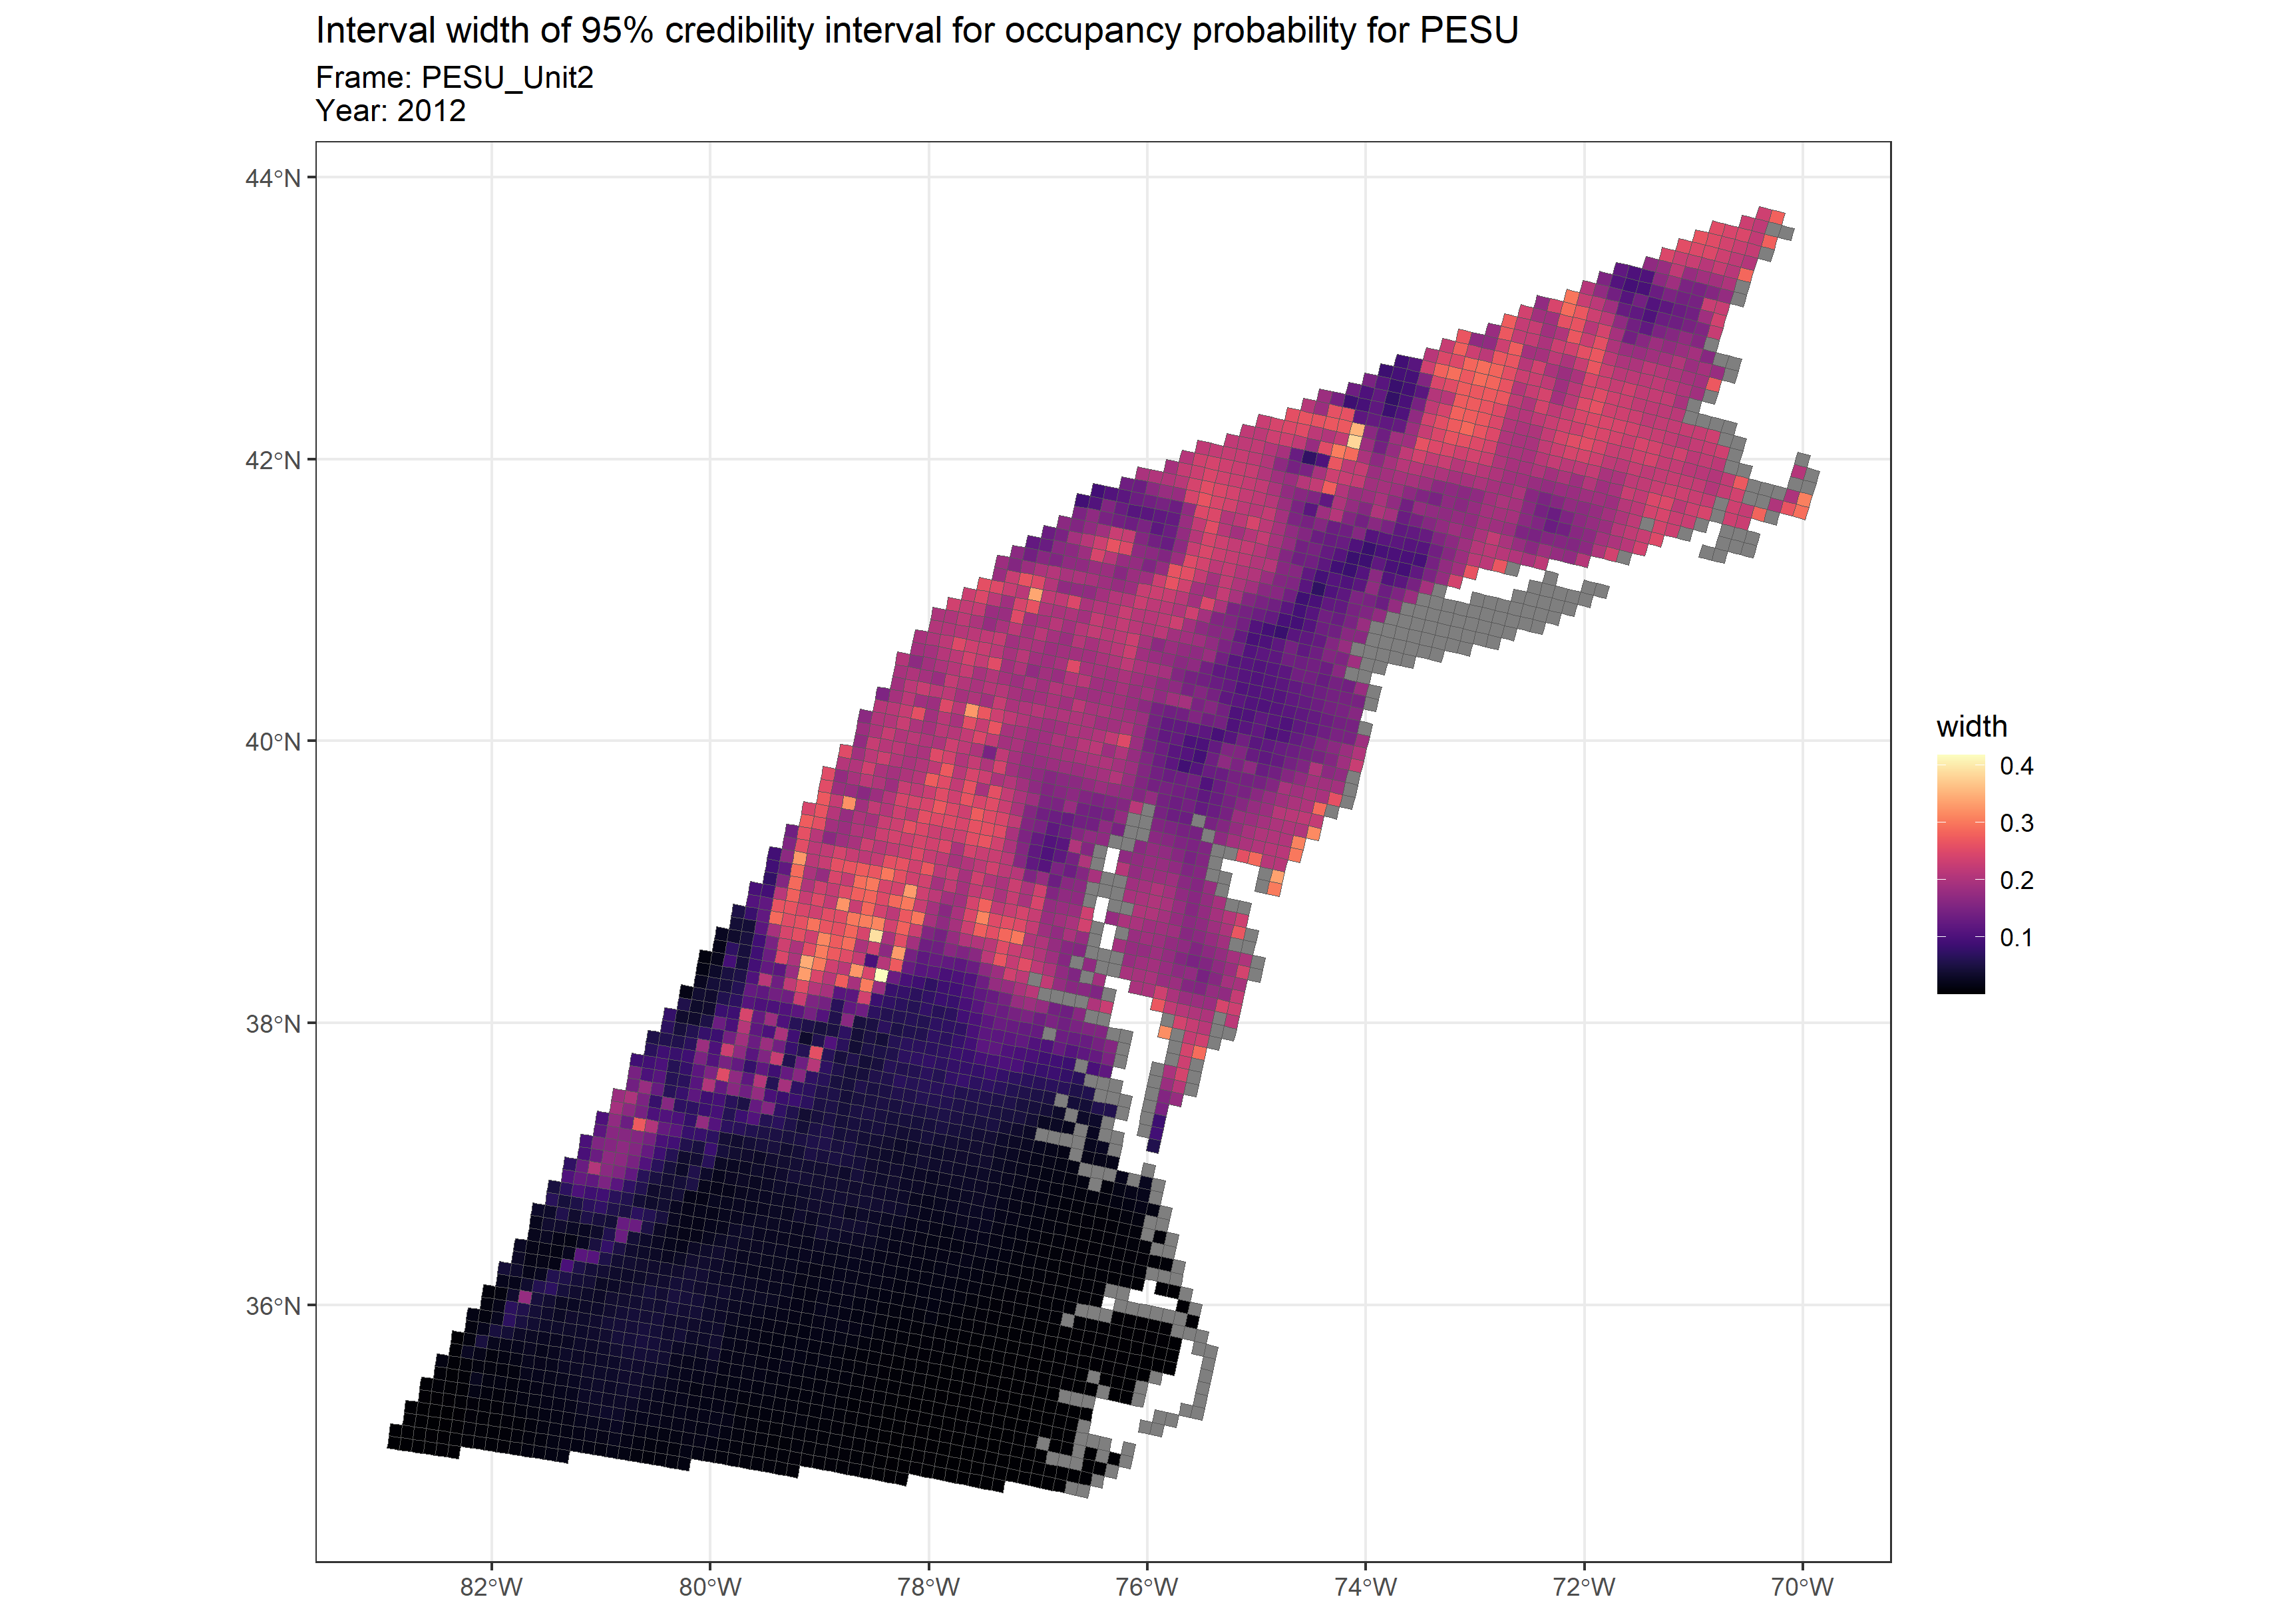 Interval width of 95% credibility interval for occupancy probability for PESU
Frame: PESU_Unit2
Year: 2012
44°N
42°N
40°N
38°N
36°N
82°W
80°W
78°W
76°W
74°W
72°W
70°W
width
0.4
0.3
0.2
0.1